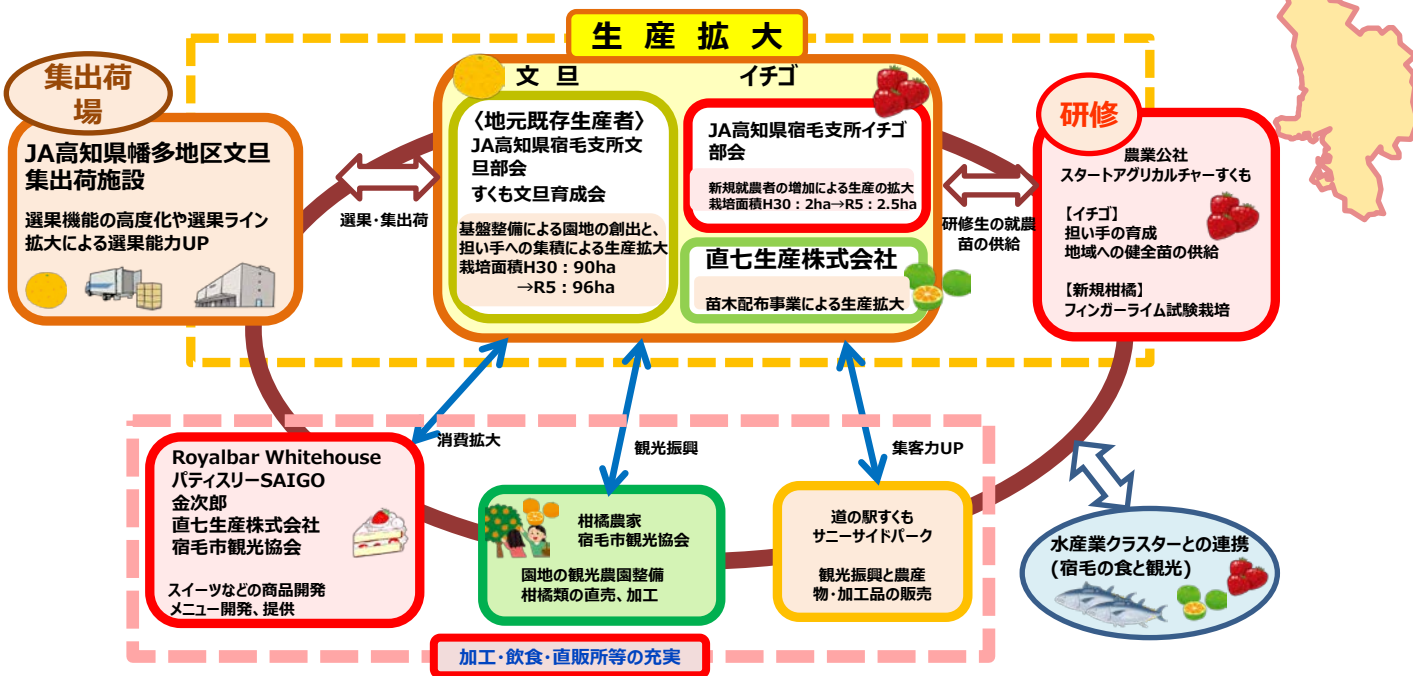 生産拡大
集出荷
場
JA高知県幡多地区文旦
集出荷施設
選果機能の高度化や選果ライン
拡大による選果能力UP
選果・集出荷
文旦
〈地元既存生産者〉
JA高知県宿毛支所文
旦部会
すくも文旦育成会
基盤整備による園地の創出と、
担い手への集積による生産拡大
栽培面積H30：90ha
→R5：96ha
イチゴ
JA高知県宿毛支所イチゴ
部会
新規就農者の増加による生産の拡大
栽培面積H30：2ha→R5：2.5ha
直七生産株式会社
苗木配布事業による生産拡大
研修生の就農
苗の供給
研修
農業公社
スタートアグリカルチャーすくも
【イチゴ】
担い手の育成
地域への健全苗の供給
【新規柑橘】
フィンガーライム試験栽培
消費拡大
観光振興
集客力UP
Royalbar Whitehouse
パティスリーSAIGO
金次郎
直七生産株式会社
宿毛市観光協会
スイーツなどの商品開発
メニュー開発、提供
柑橘農家
宿毛市観光協会
園地の観光農園整備
柑橘類の直売、加工
道の駅すくも
サニーサイドパーク
観光振興と農産
物・加工品の販売
水産業クラスターとの連携
(宿毛の食と観光)
加工・飲食・直販所等の充実